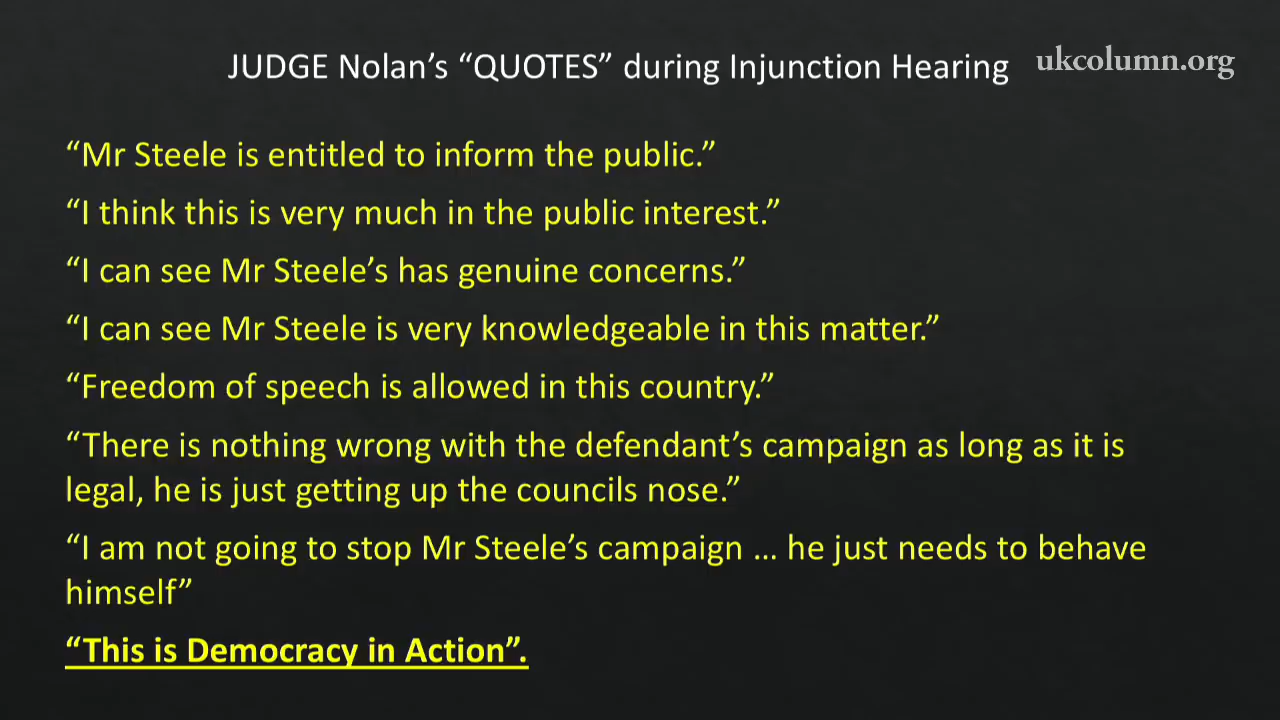 JUDGE Nolan’s “QUOTES” during Injunction Hearing
ukcolumn.org
“Mr Steele is entitled to inform the public.”
“I think this is very much in the public interest.”
“I can see Mr Steele’s has genuine concerns.”
“I can see Mr Steele is very knowledgeable in this matter.”
“Freedom of speech is allowed in this country.”
“There is nothing wrong with the defendant’s campaign as long as it is
legal, he is just getting up the councils nose.”
“I am not going to stop Mr Steele’s campaign … he just needs to behave
himself”
“This is Democracy in Action”.